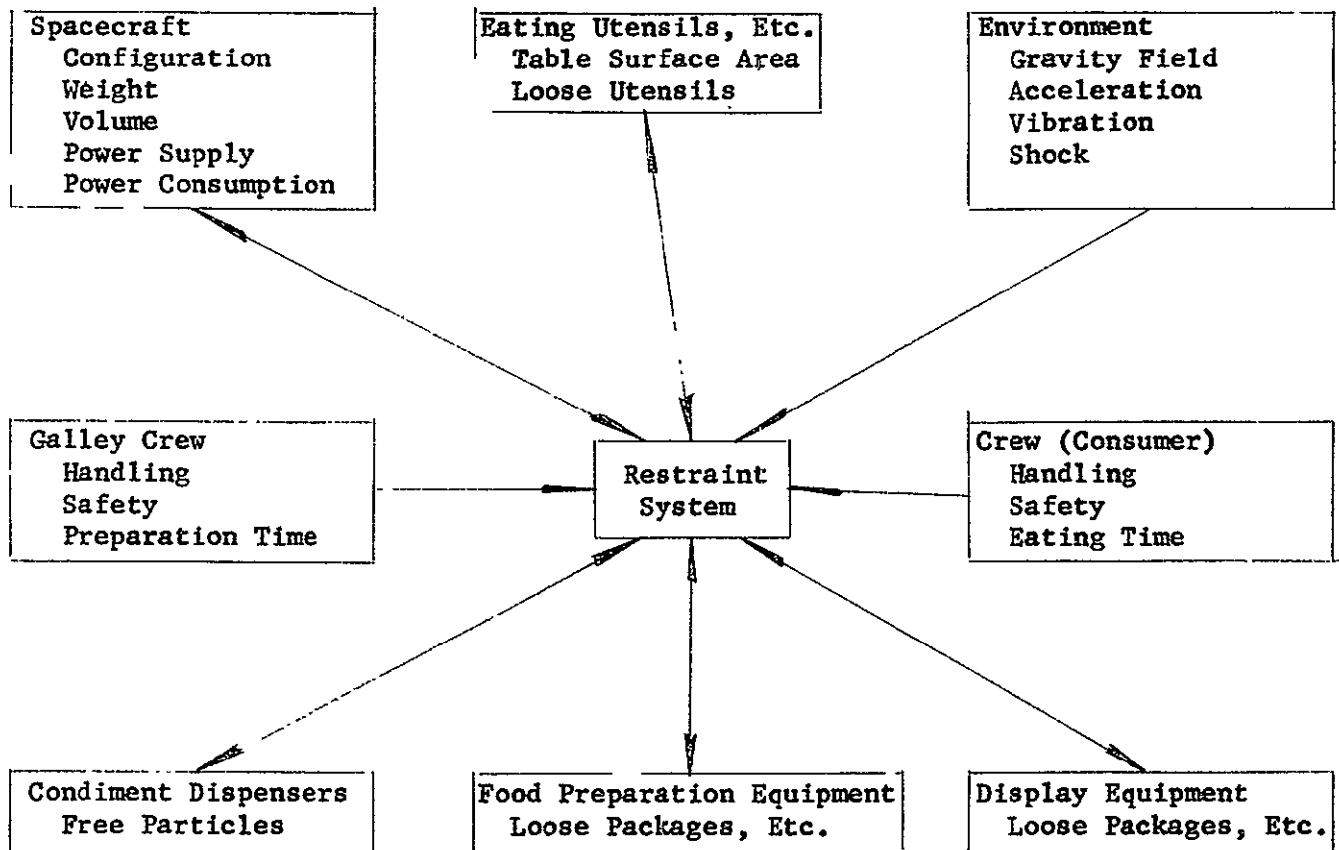 Spacecraft
Configuration
Weight
Volume
Power Supply
Power Consumption
Eating Utensils, Etc.
Table Surface Area
Loose Utensils
Environment
Gravity Field
Acceleration
Vibration
Shock
Galley Crew
Handling
Safety
Preparation Time
Restraint
System
Crew (Consumer)
Handling
Safety
Eating Time
Condiment Dispensers
Free Particles
Food Preparation Equipment
Loose Packages, Etc.
Display Equipment
Loose Packages, Etc.